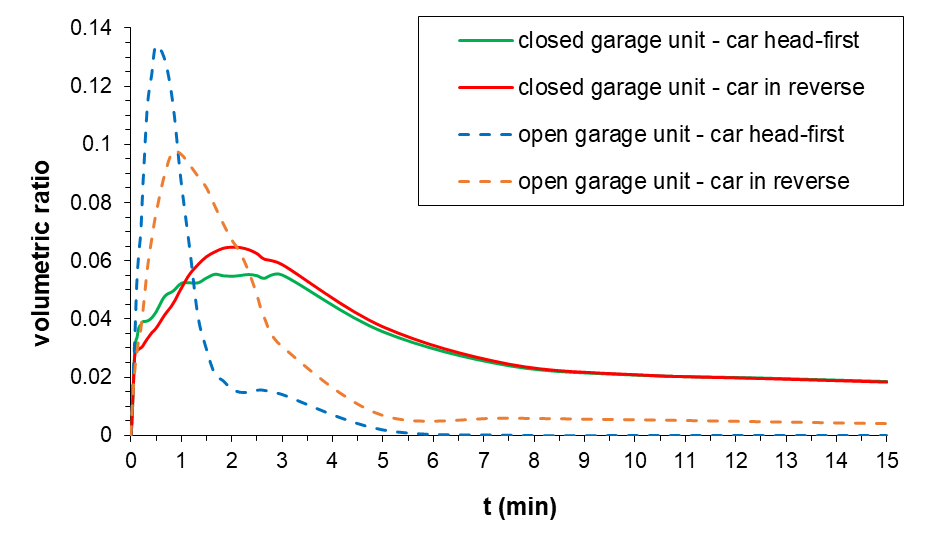 closed garage unit - car head-first
closed garage unit - car in reverse
open garage unit - car head-first
open garage unit - car in reverse
volumetric ratio
0.14
0.12
0.1
0.08
0.06
0.04
0.02
0
0 1 2 3 4 5 6 7 8 9 10 11 12 13 14 15
t (min)